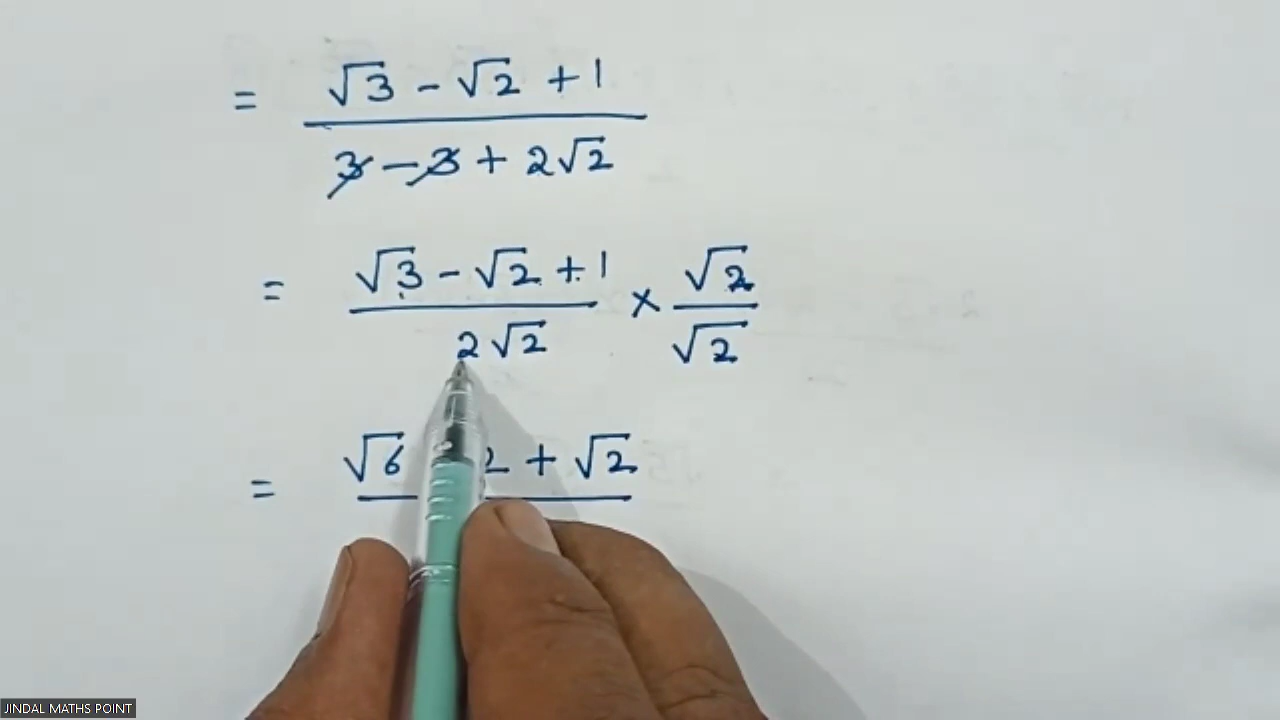 = √3 - √2 + 1
3 - 3 + 2√2
= √3 - √2 + 1 × √2
2√2 √2
= √6 2 + √2
JINDAL MATHS POINT